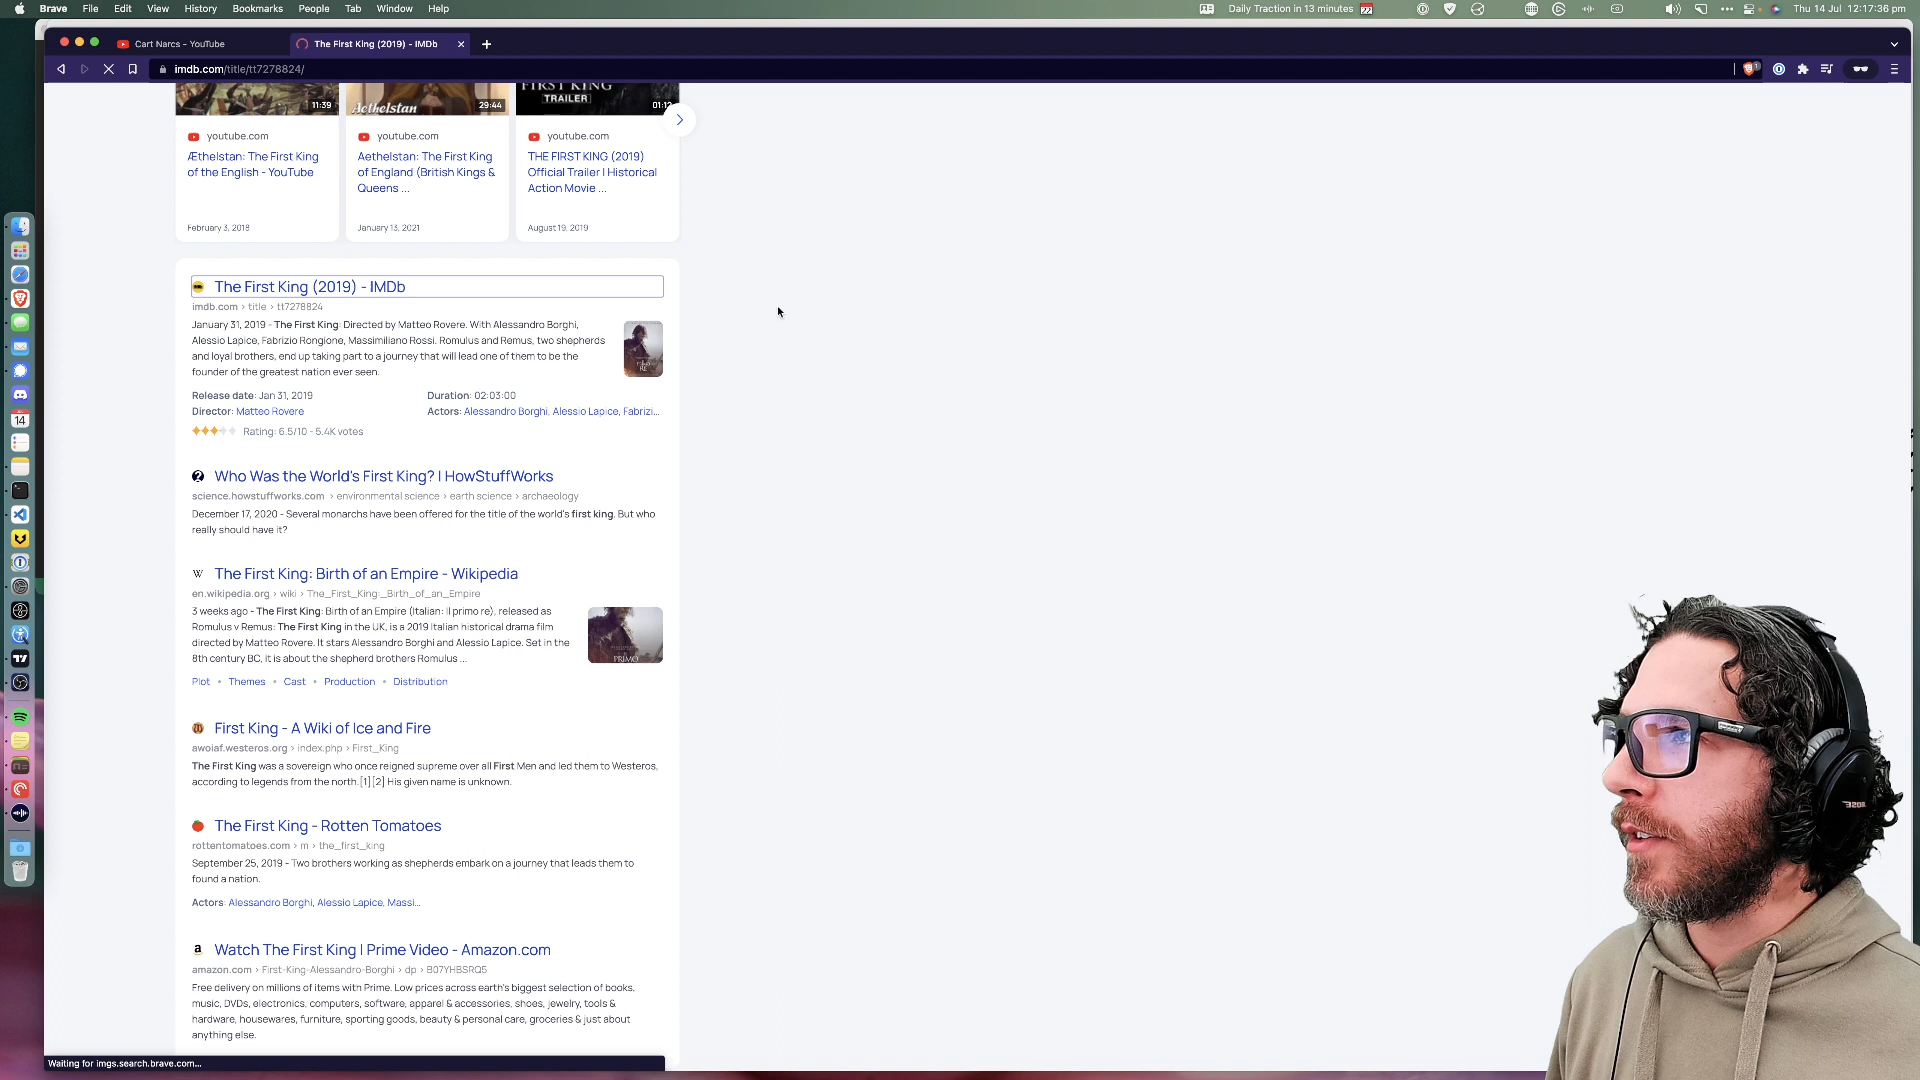 Brave File Edit View History Bookmarks People Tab Window Help
Daily Traction in 13 minutes 22 Thu 14 Jul 12:17:36 pm
Cart Narcs – YouTube The First King (2019) - IMDb
imdb.com/title/tt7278824/
11:39 Aethelstan 29:44 FIRST KING TRAILER 01:12
youtube.com youtube.com youtube.com
Æthelstan: The First King of the English - YouTube
Aethelstan: The First King of England (British Kings & Queens ...
THE FIRST KING (2019) Official Trailer | Historical Action Movie ...
February 3, 2018 January 13, 2021 August 19, 2019
The First King (2019) - IMDb
imdb.com › title › tt7278824
January 31, 2019 - The First King: Directed by Matteo Rovere. With Alessandro Borghi,
Alessio Lapice, Fabrizio Rongione, Massimiliano Rossi. Romulus and Remus, two shepherds
and loyal brothers, end up taking part to a journey that will lead one of them to be the
founder of the greatest nation ever seen.
Release date: Jan 31, 2019 Duration: 02:03:00
Director: Matteo Rovere Actors: Alessandro Borghi, Alessio Lapice, Fabrizi...
Rating: 6.5/10 - 5.4K votes
Who Was the World's First King? | HowStuffWorks
science.howstuffworks.com › environmental science › earth science › archaeology
December 17, 2020 - Several monarchs have been offered for the title of the world's first king. But who
really should have it?
The First King: Birth of an Empire - Wikipedia
en.wikipedia.org › wiki › The_First_King:_Birth_of_an_Empire
3 weeks ago - The First King: Birth of an Empire (Italian: Il primo re), released as
Romulus v Remus: The First King in the UK, is a 2019 Italian historical drama film
directed by Matteo Rovere. It stars Alessandro Borghi and Alessio Lapice. Set in the
8th century BC, it is about the shepherd brothers Romulus ...
PRIMO
Plot • Themes • Cast • Production • Distribution
First King - A Wiki of Ice and Fire
awoiaf.westeros.org › index.php › First_King
The First King was a sovereign who once reigned supreme over all First Men and led them to Westeros,
according to legends from the north.[1][2] His given name is unknown.
The First King - Rotten Tomatoes
rottentomatoes.com › m › the_first_king
September 25, 2019 - Two brothers working as shepherds embark on a journey that leads them to
found a nation.
Actors: Alessandro Borghi, Alessio Lapice, Massi...
Watch The First King | Prime Video - Amazon.com
amazon.com › First-King-Alessandro-Borghi › dp › B07YHBSRQ5
Free delivery on millions of items with Prime. Low prices across earth's biggest selection of books,
music, DVDs, electronics, computers, software, apparel & accessories, shoes, jewelry, tools &
hardware, housewares, furniture, sporting goods, beauty & personal care, groceries & just about
anything else.
Waiting for imgs.search.brave.com...